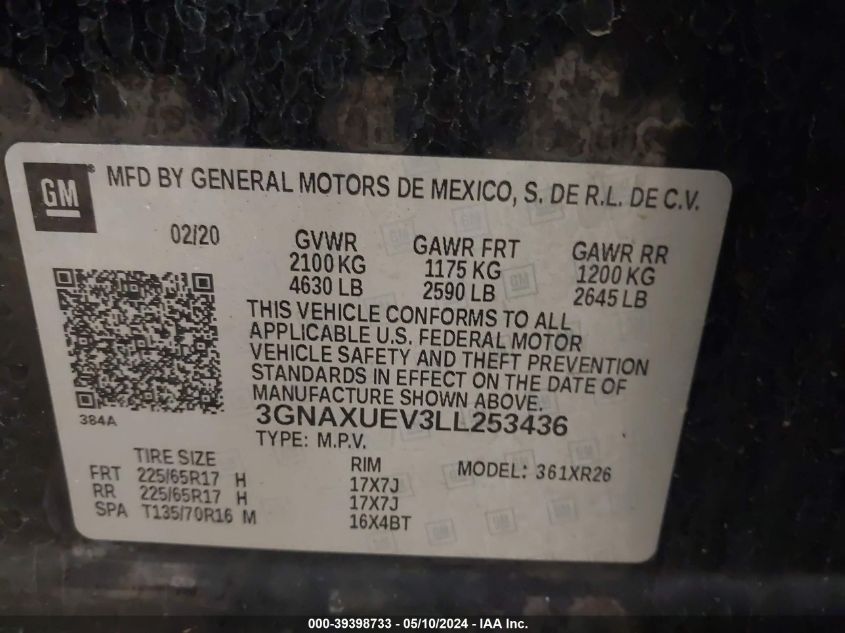 GM® MFD BY GENERAL MOTORS DE MEXICO, S. DE R.L. DE C.V.
02/20 GVWR GAWR FRT GAWR RR
2100 KG 1175 KG 1200 KG
4630 LB 2590 LB 2645 LB
THIS VEHICLE CONFORMS TO ALL
APPLICABLE U.S. FEDERAL MOTOR
VEHICLE SAFETY AND THEFT PREVENTION
STANDARDS IN EFFECT ON THE DATE OF
MANUFACTURE SHOWN ABOVE.
384A 3GNAXUEV3LL253436
TYPE: M.P.V.
TIRE SIZE RIM MODEL: 361XR26
FRT 225/65R17 H 17X7J
RR 225/65R17 H 17X7J
SPA T135/70R16 M 16X4BT
000-39398733 - 05/10/2024 - IAA Inc.